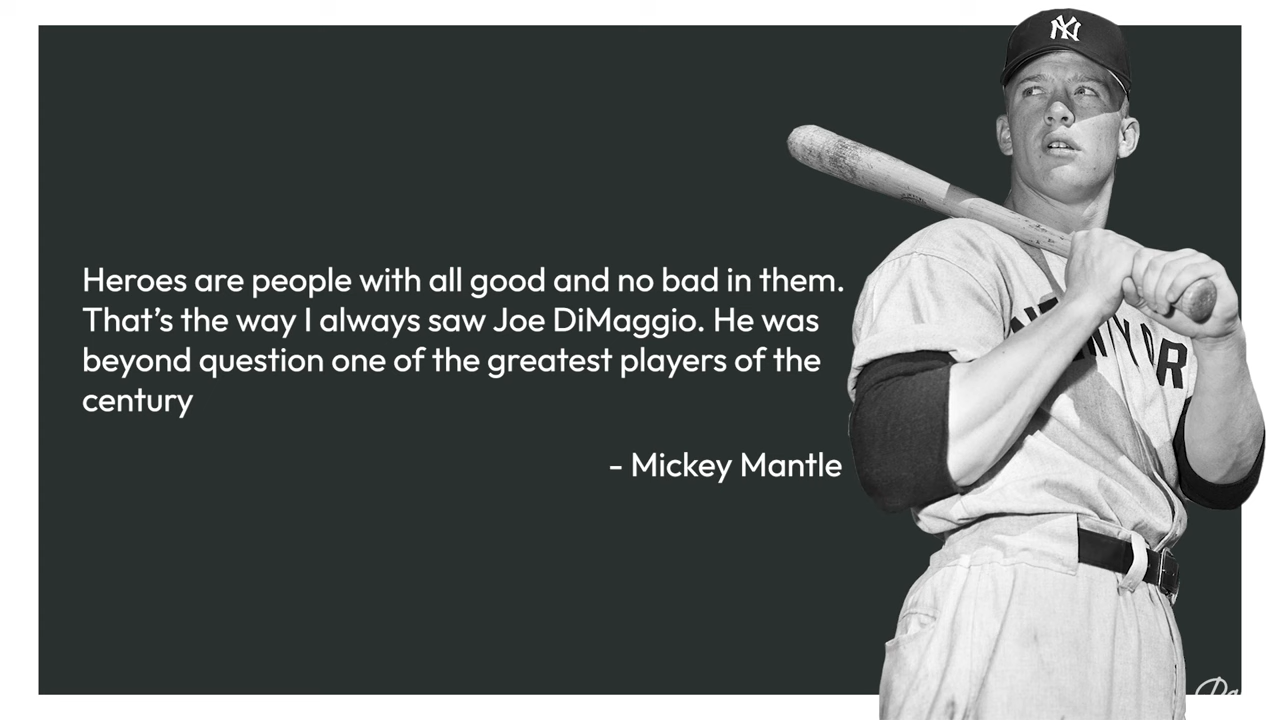 NY
Heroes are people with all good and no bad in them.
That’s the way I always saw Joe DiMaggio. He was
beyond question one of the greatest players of the
century
- Mickey Mantle